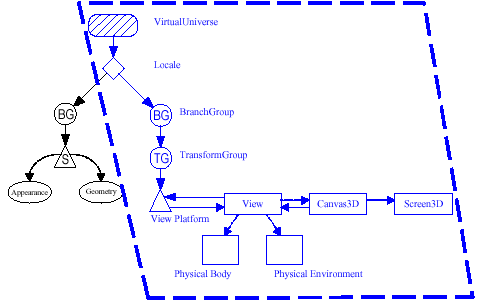 VirtualUniverse
Locale
BG
BG
BranchGroup
S
TG
TransformGroup
Appearance
Geometry
View
Canvas3D
Screen3D
View Platform
Physical Body
Physical Environment